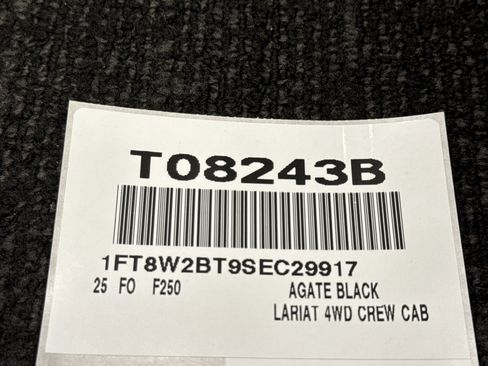 T08243B
1FT8W2BT9SEC29917
25 FO F250 AGATE BLACK
LARIAT 4WD CREW CAB